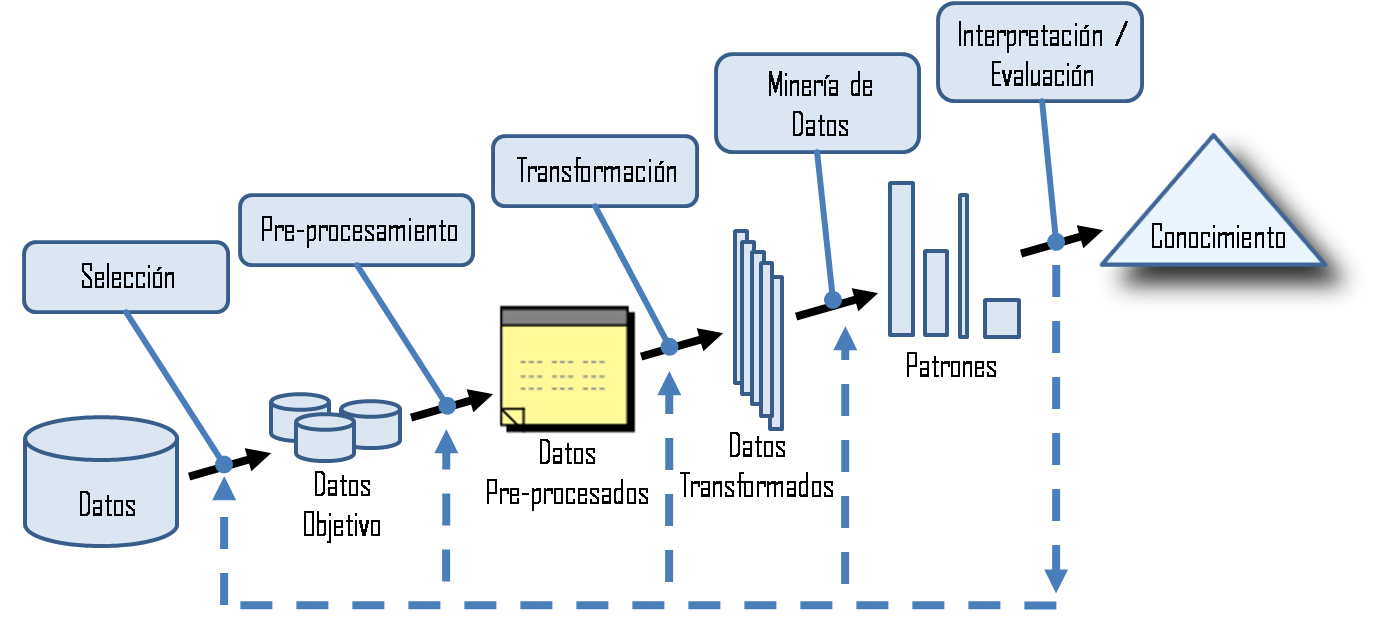 Interpretación /
Evaluación
Minería de
Datos
Transformación
Pre-procesamiento
Selección
Conocimiento
Patrones
Datos
Transformados
Datos
Pre-procesados
Datos
Objetivo
Datos